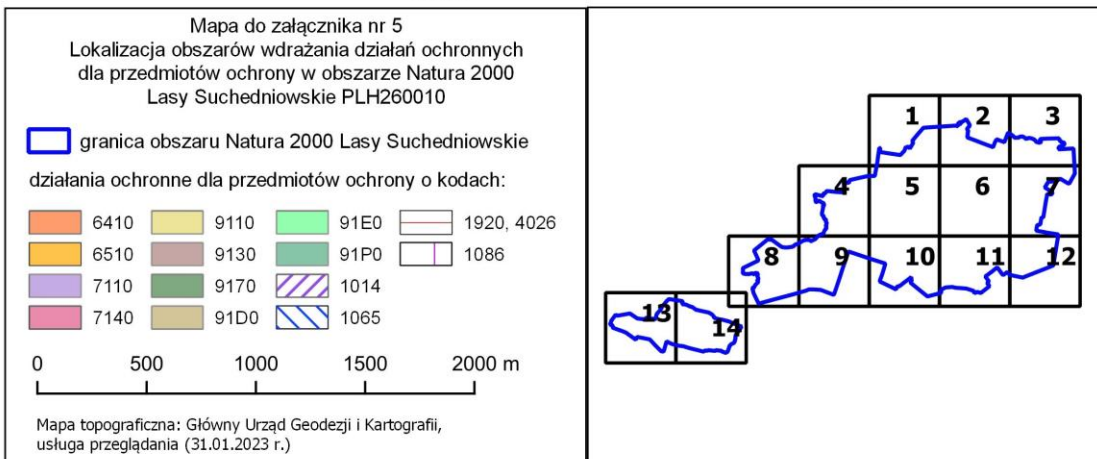 Mapa do załącznika nr 5
Lokalizacja obszarów wdrażania działań ochronnych
dla przedmiotów ochrony w obszarze Natura 2000
Lasy Suchedniowskie PLH260010
granica obszaru Natura 2000 Lasy Suchedniowskie
działania ochronne dla przedmiotów ochrony o kodach:
6410 9110 91E0 1920, 4026
6510 9130 91P0 1086
7110 9170 1014
7140 91D0 1065
0 500 1000 1500 2000 m
Mapa topograficzna: Główny Urząd Geodezji i Kartografii,
usługa przeglądania (31.01.2023 r.)
1 2 3
4 5 6 7
8 9 10 11 12
13 14